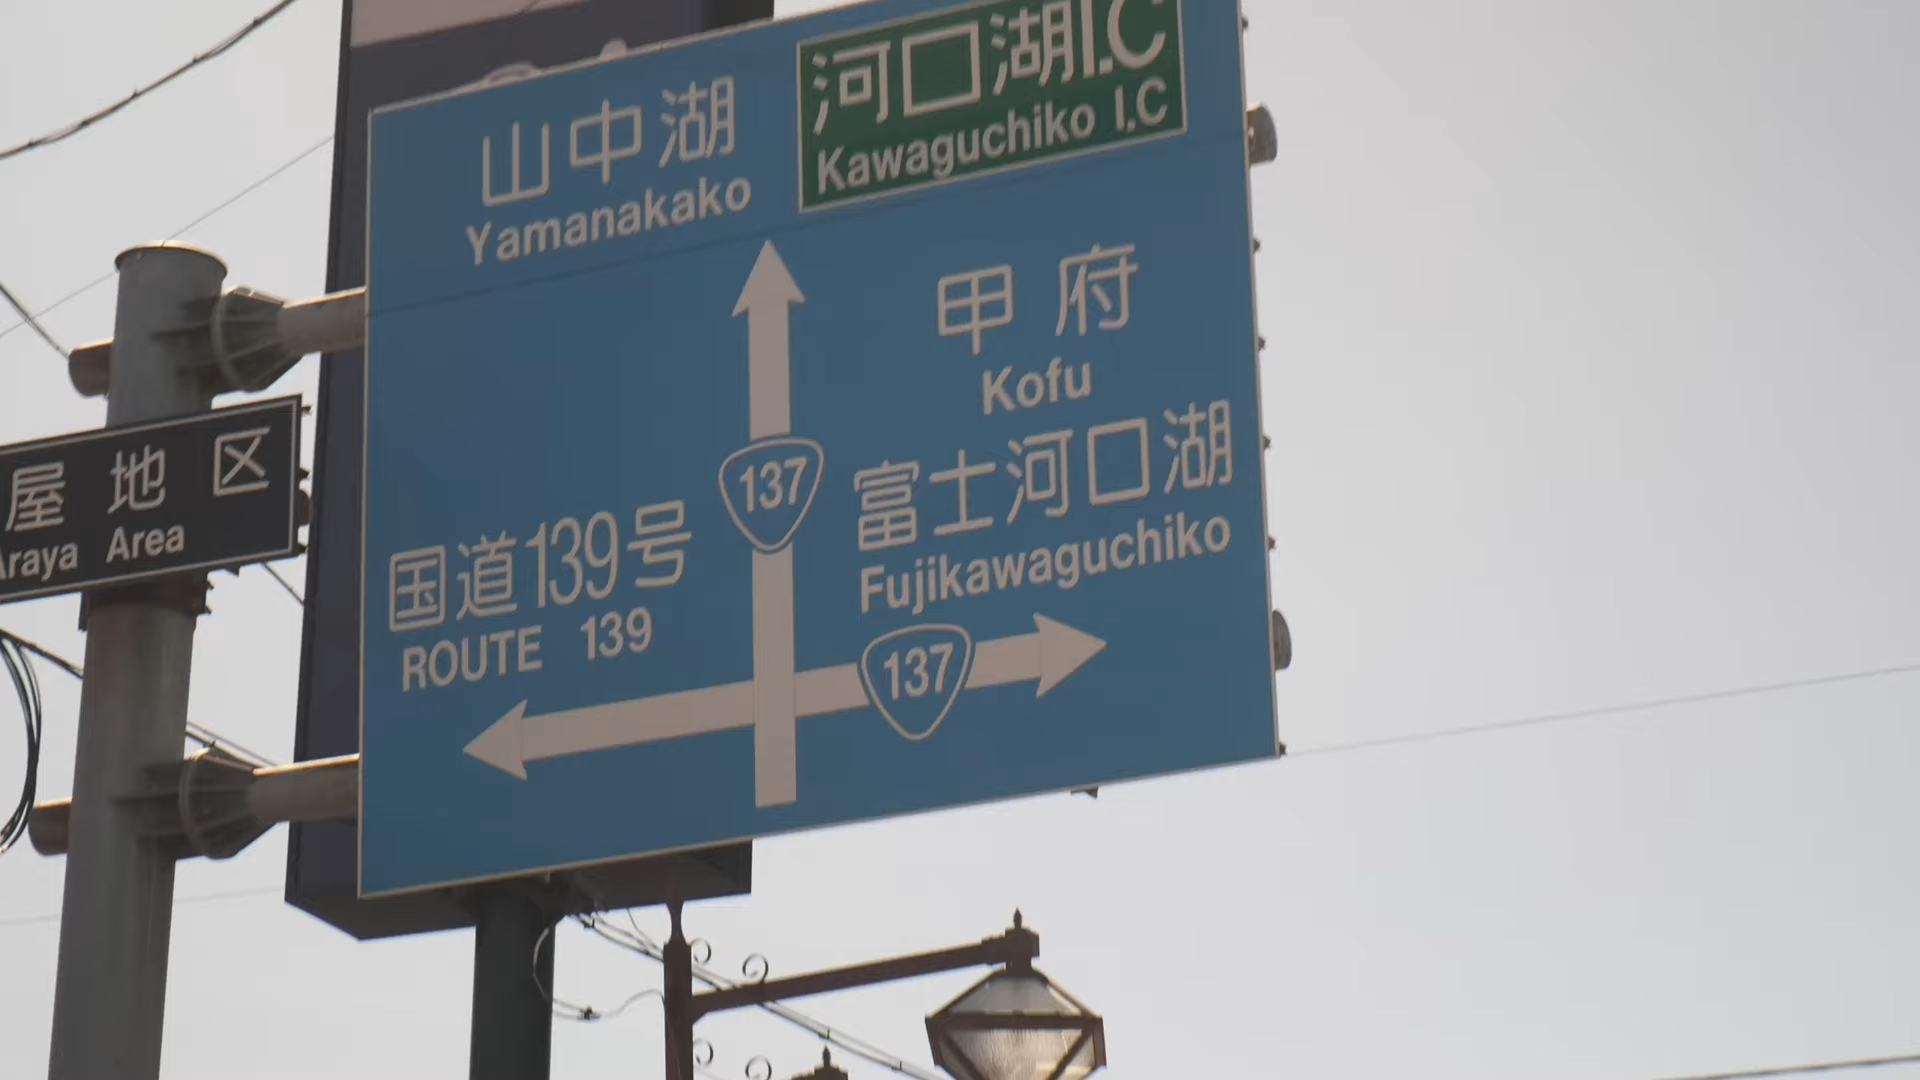 山中湖
Yamanakako
河口湖I.C
Kawaguchiko I.C
甲府
Kofu
富士河口湖
Fujikawaguchiko
137
国道139号
ROUTE 139
137
屋地区
Araya Area